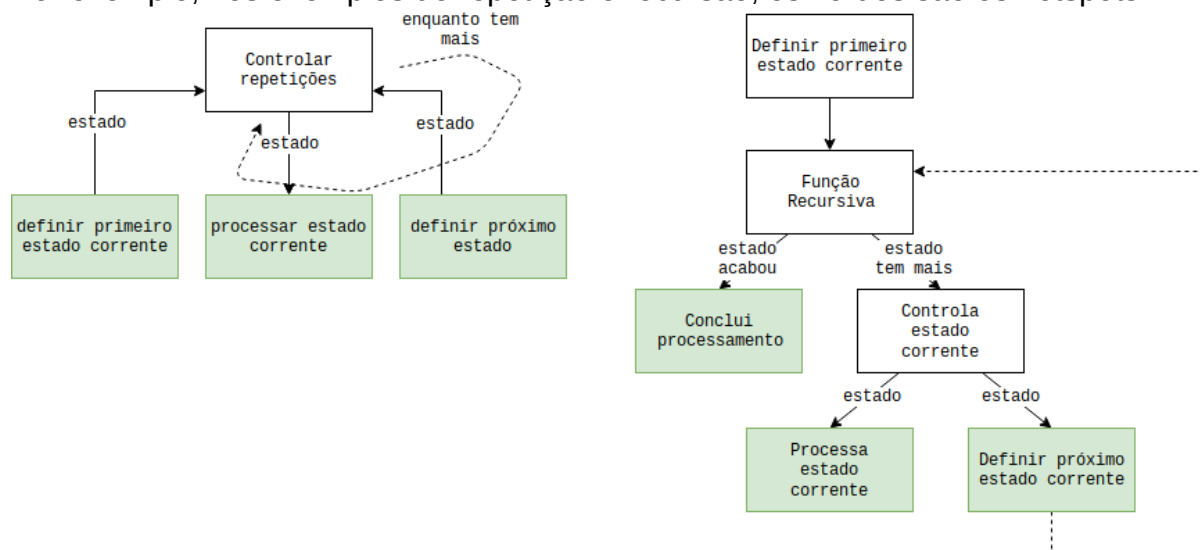 enquanto tem
mais
Controlar
repetições
estado
estado
estado
definir primeiro
estado corrente
processar estado
corrente
definir próximo
estado
Definir primeiro
estado corrente
Função
Recursiva
estado
acabou
estado
tem mais
Conclui
processamento
Controla
estado
corrente
estado
estado
Processa
estado
corrente
Definir próximo
estado corrente